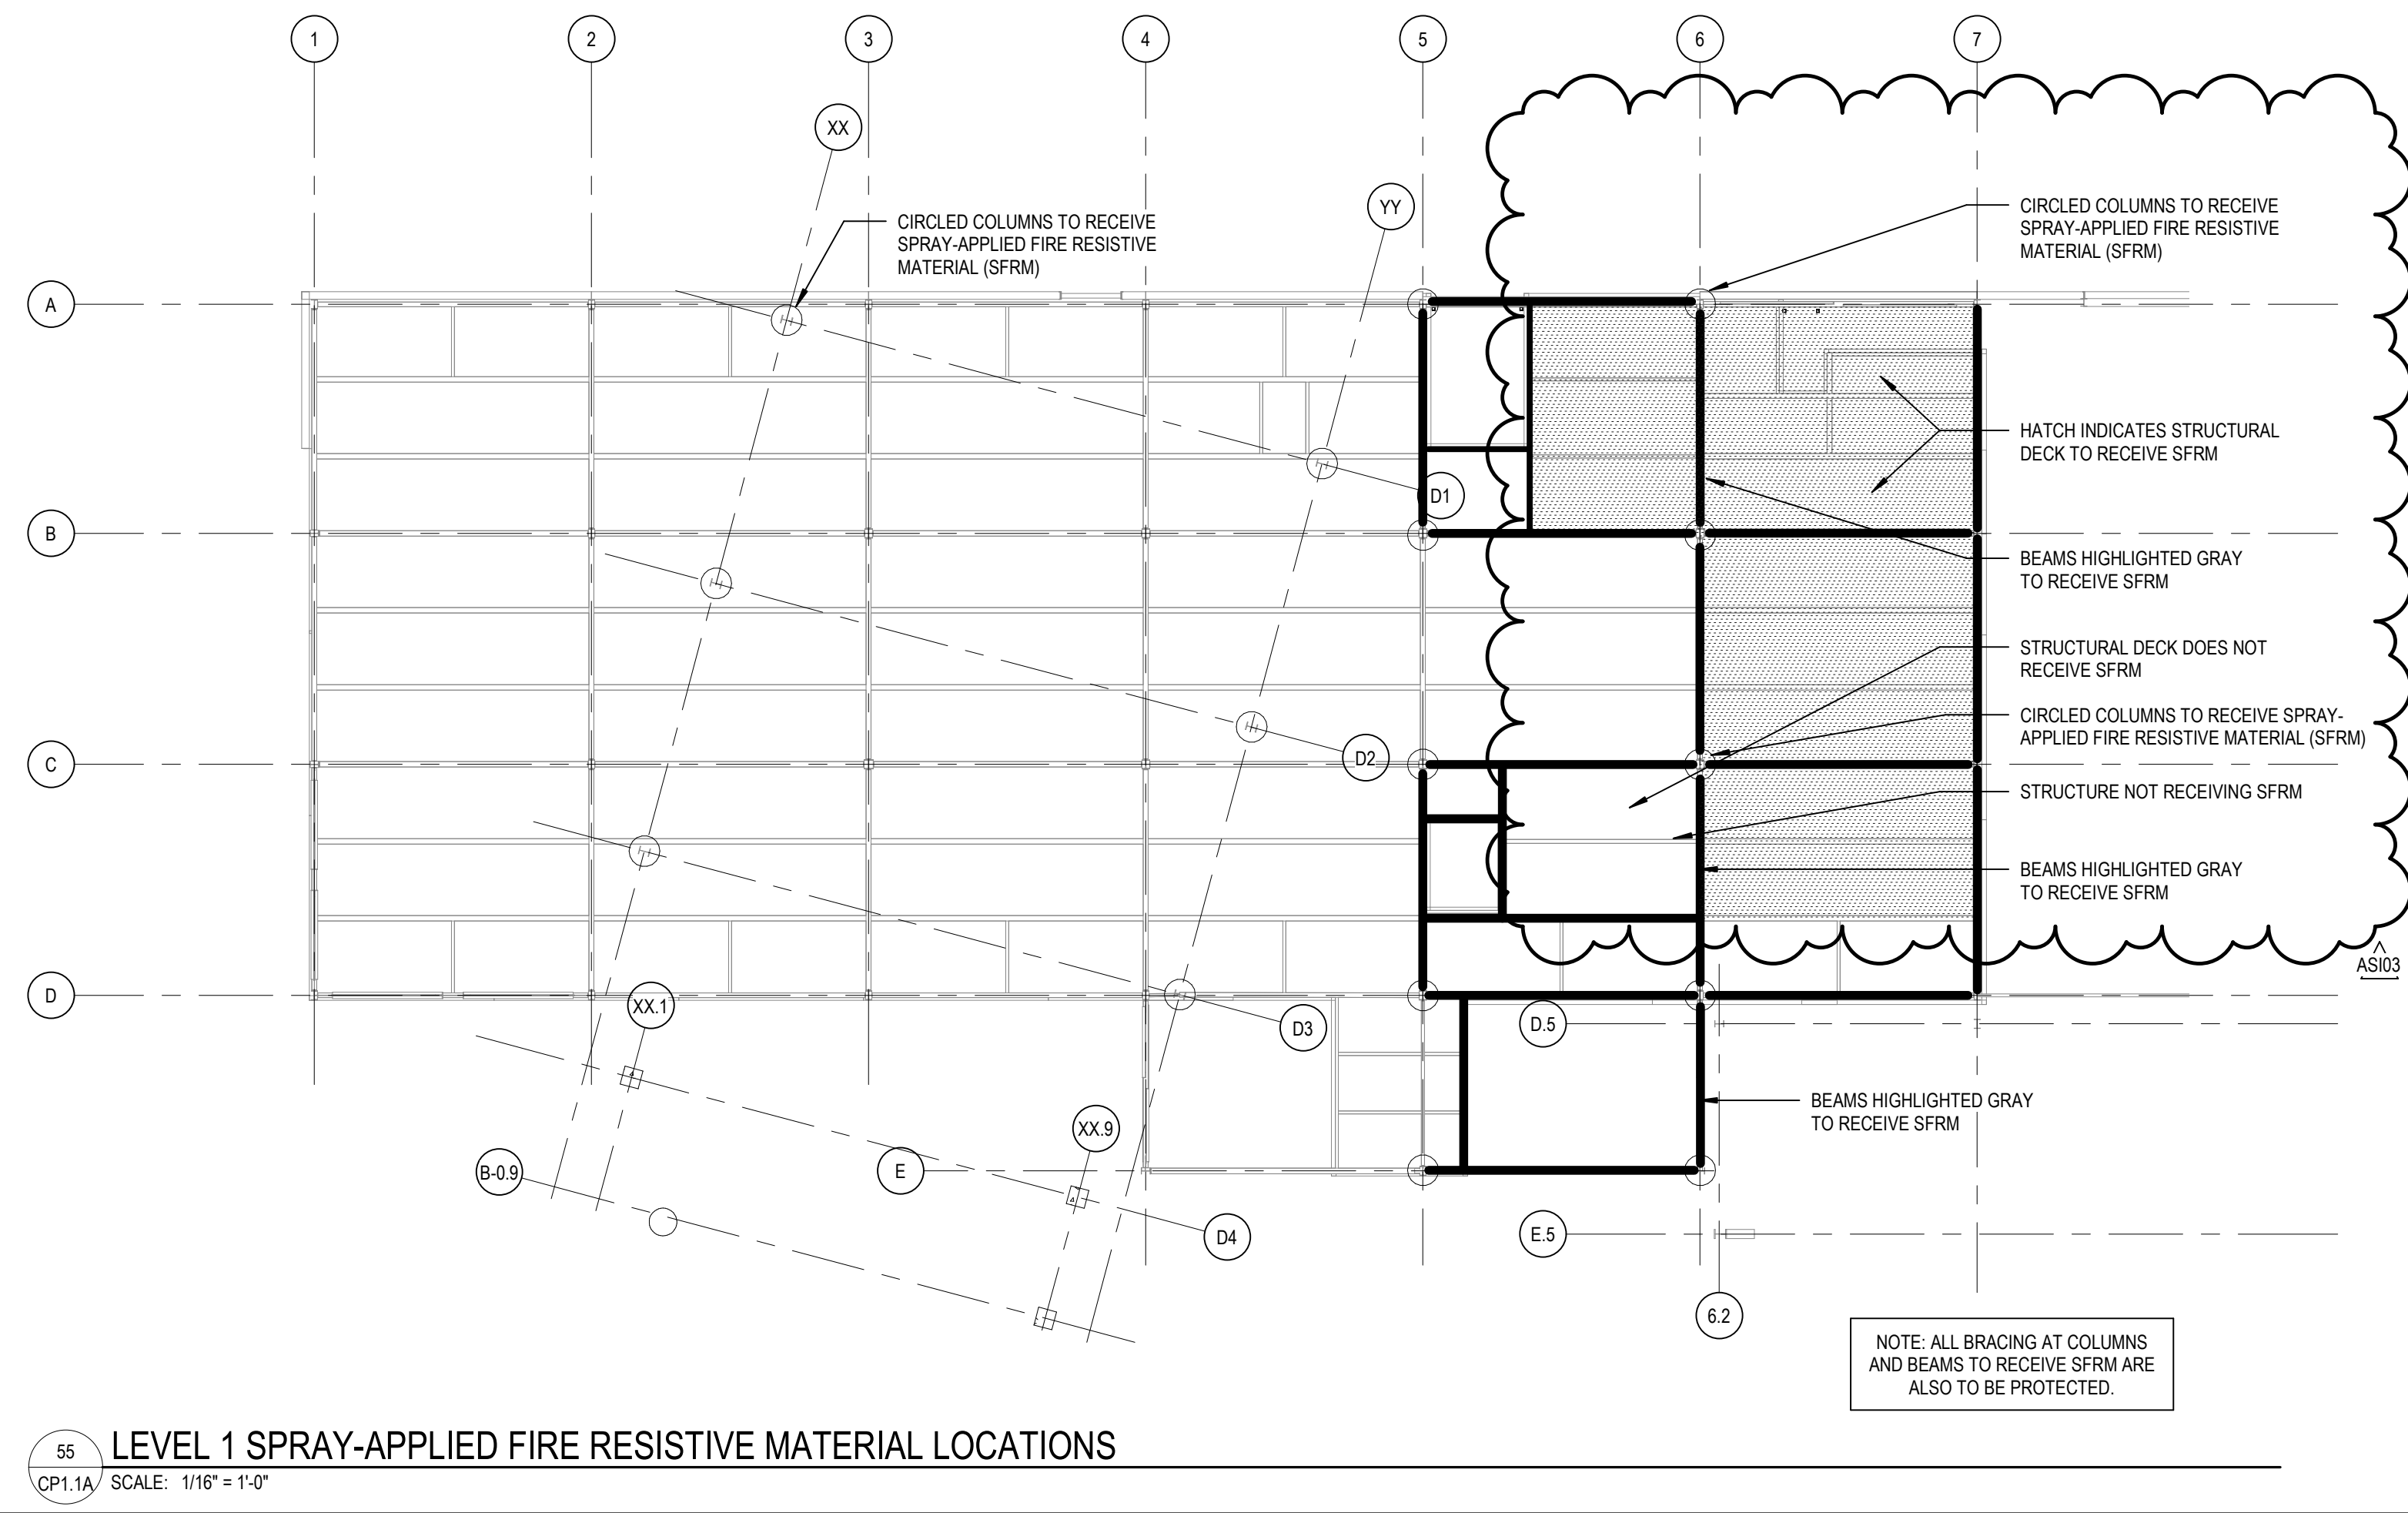 1
2
3
4
5
6
7
XX
YY
CIRCLED COLUMNS TO RECEIVE
SPRAY-APPLIED FIRE RESISTIVE
MATERIAL (SFRM)
CIRCLED COLUMNS TO RECEIVE
SPRAY-APPLIED FIRE RESISTIVE
MATERIAL (SFRM)
A
HATCH INDICATES STRUCTURAL
DECK TO RECEIVE SFRM
D1
B
BEAMS HIGHLIGHTED GRAY
TO RECEIVE SFRM
STRUCTURAL DECK DOES NOT
RECEIVE SFRM
CIRCLED COLUMNS TO RECEIVE SPRAY-
APPLIED FIRE RESISTIVE MATERIAL (SFRM)
C
D2
STRUCTURE NOT RECEIVING SFRM
BEAMS HIGHLIGHTED GRAY
TO RECEIVE SFRM
ASI03
D
XX.1
D3
D.5
BEAMS HIGHLIGHTED GRAY
TO RECEIVE SFRM
XX.9
B-0.9
E
D4
E.5
6.2
NOTE: ALL BRACING AT COLUMNS
AND BEAMS TO RECEIVE SFRM ARE
ALSO TO BE PROTECTED.
55
CP1.1A
LEVEL 1 SPRAY-APPLIED FIRE RESISTIVE MATERIAL LOCATIONS
SCALE: 1/16" = 1'-0"